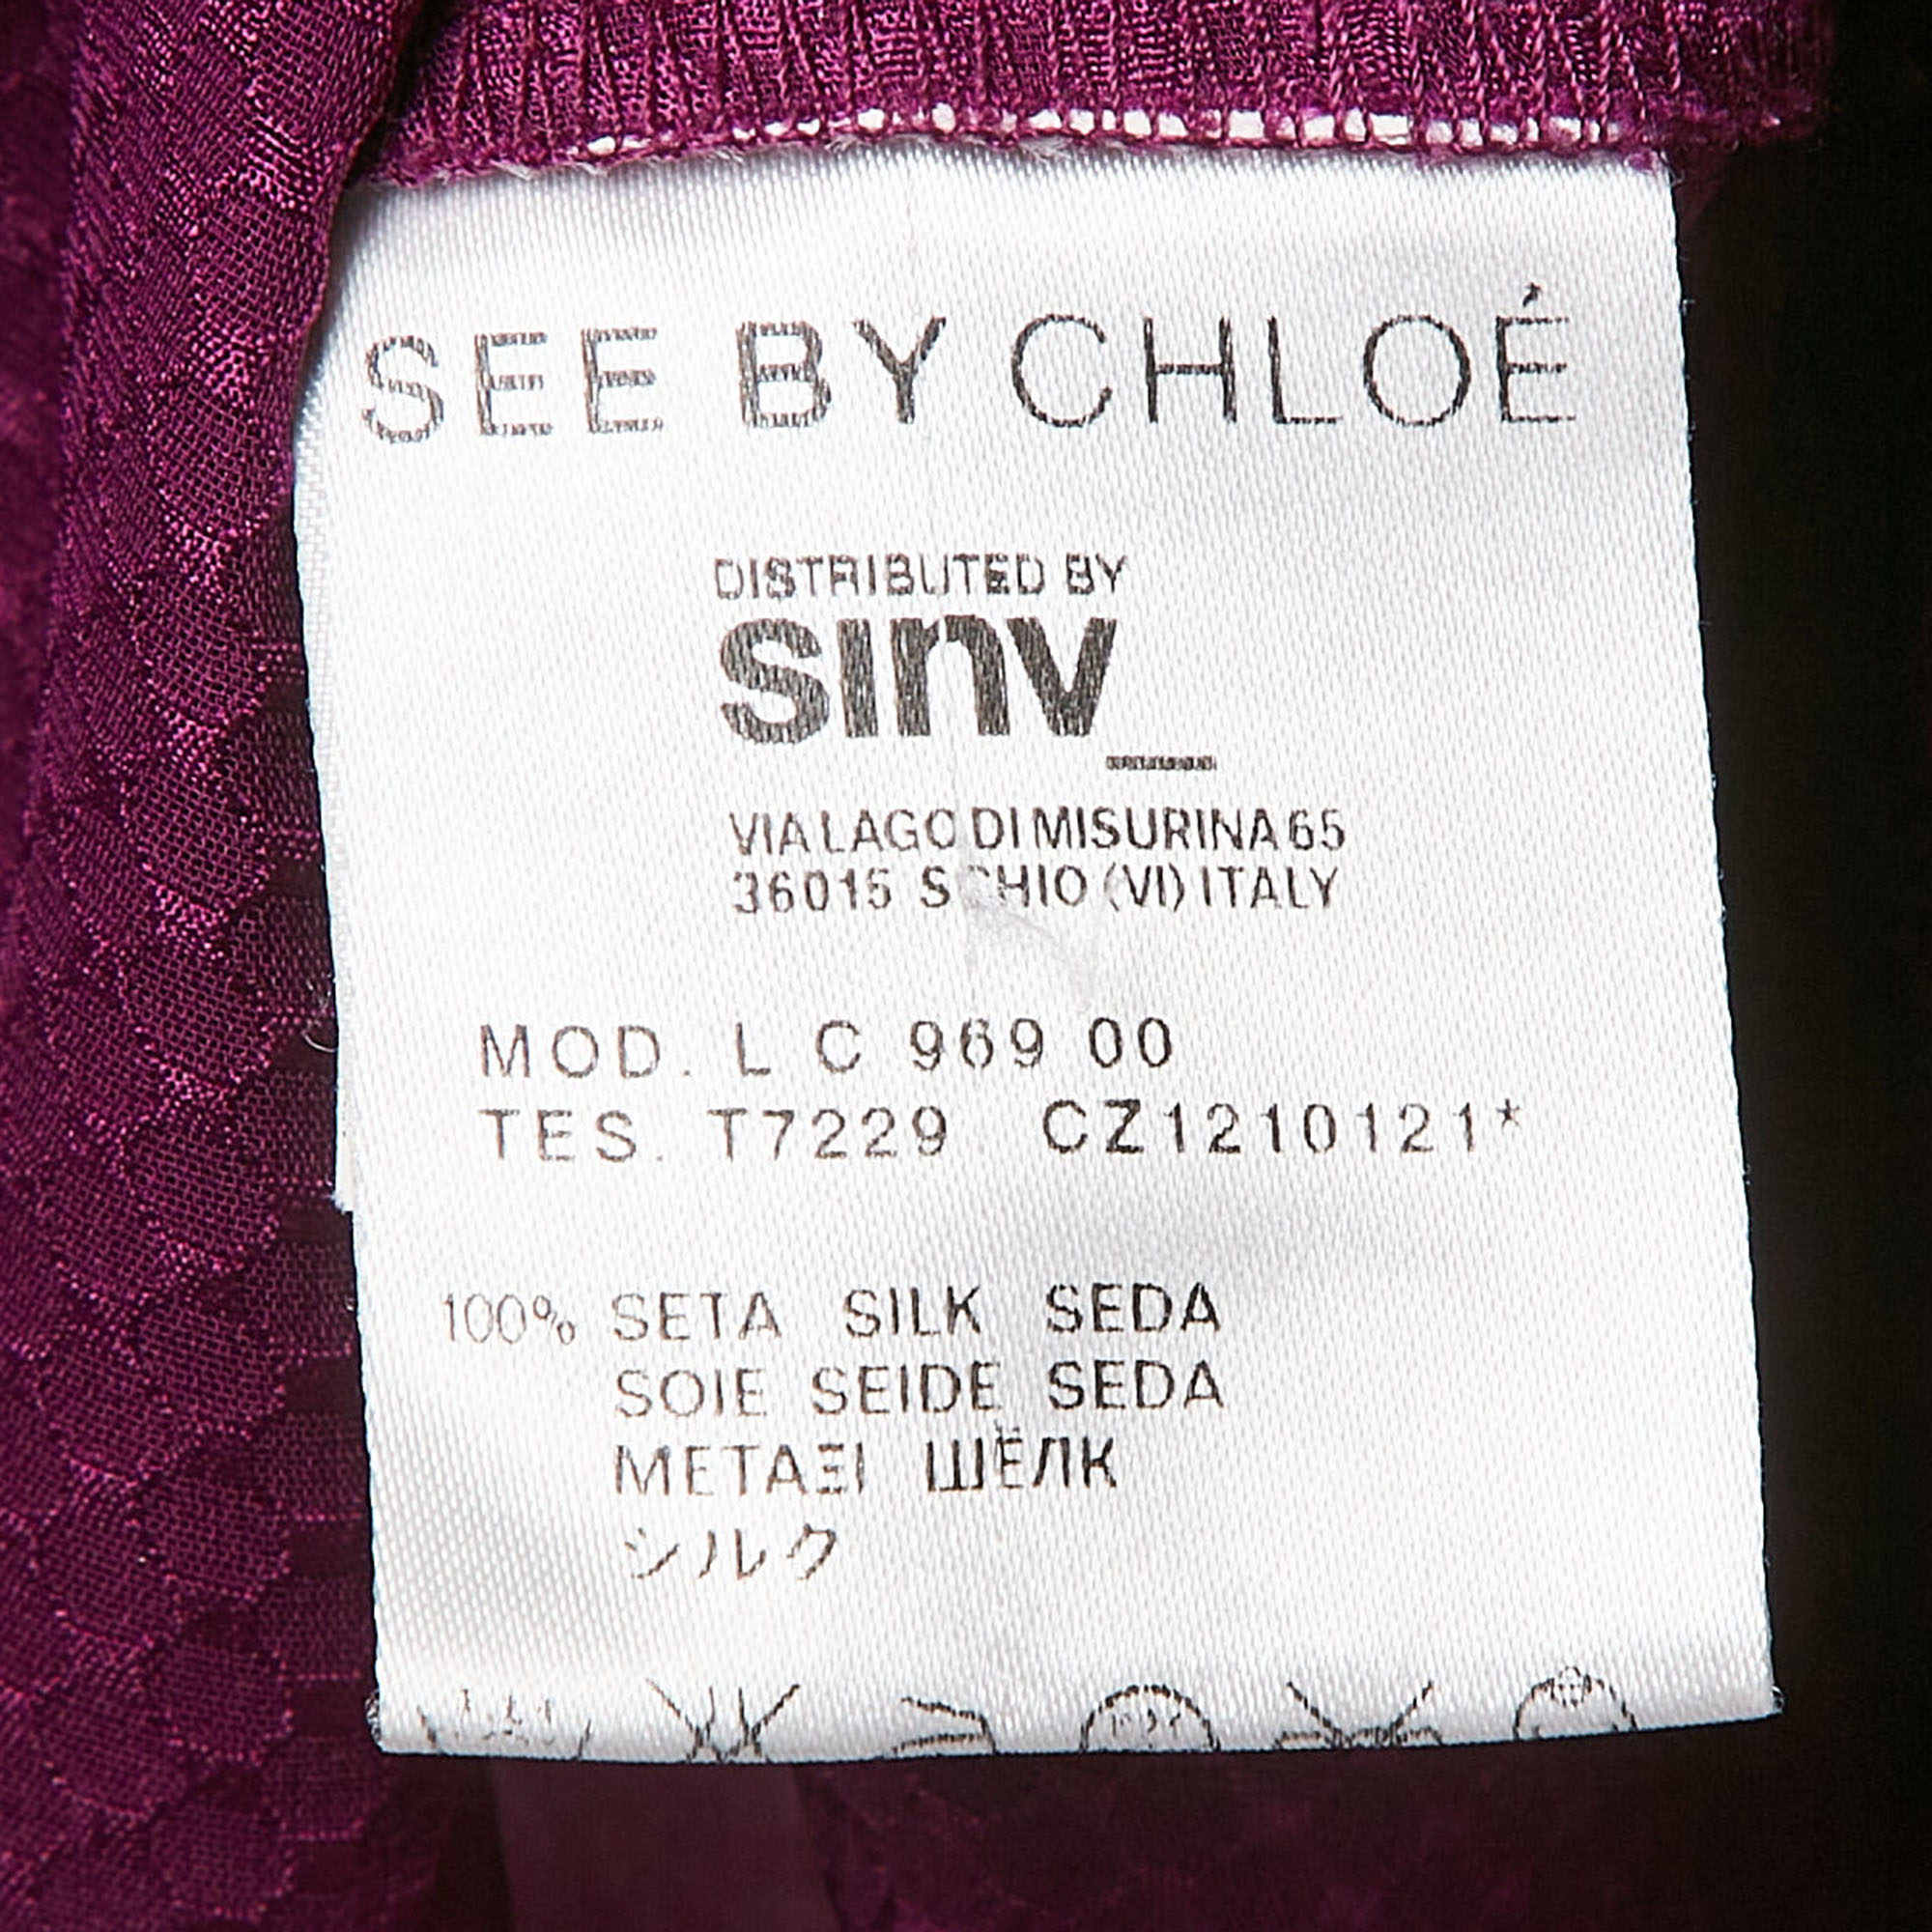 SEE BY CHLOÉ
DISTRIBUTED BY
sinv_
VIA LAGO DI MISURINA 65
36015 SCHIO (VI) ITALY
MOD. L C 969 00
TES. T7229 CZ1210121*
100% SETA SILK SEDA
SOIE SEIDE SEDA
ΜΕΤΑΞΙ ШЁЛК
シルク